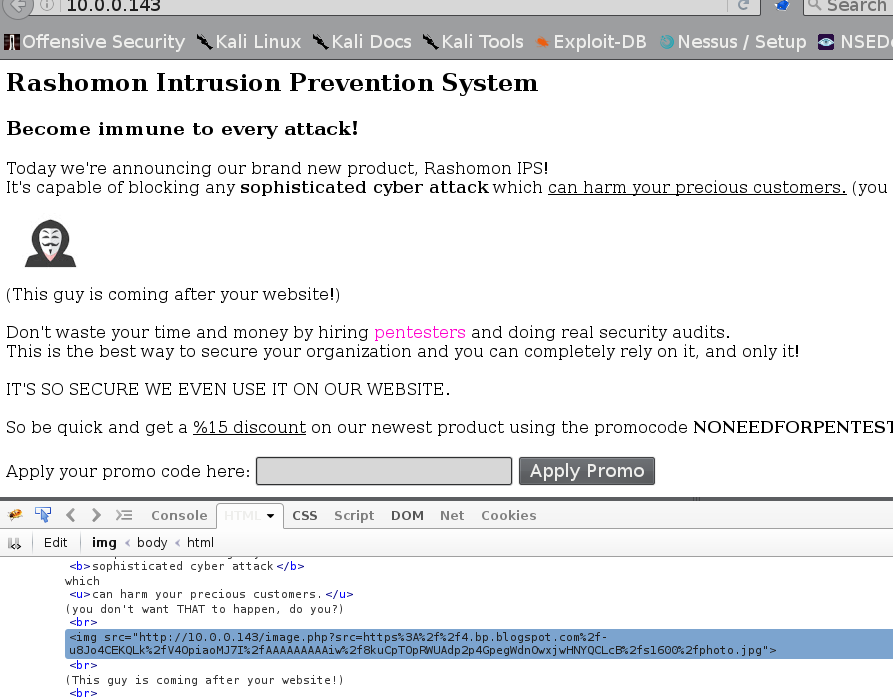 10.0.0.143
Search
Offensive Security Kali Linux Kali Docs Kali Tools Exploit-DB Nessus / Setup
Rashomon Intrusion Prevention System
Become immune to every attack!
Today we're announcing our brand new product, Rashomon IPS!
It's capable of blocking any sophisticated cyber attack which can harm your precious customers. (you
(This guy is coming after your website!)
Don't waste your time and money by hiring pentesters and doing real security audits.
This is the best way to secure your organization and you can completely rely on it, and only it!
IT'S SO SECURE WE EVEN USE IT ON OUR WEBSITE.
So be quick and get a %15 discount on our newest product using the promocode NONEEDFORPENTEST
Apply your promo code here: Apply Promo
Console HTML CSS Script DOM Net Cookies
Edit img < body < html
<b>sophisticated cyber attack</b>
which
<u>can harm your precious customers.</u>
(you don't want THAT to happen, do you?)
<br>
<img src="http://10.0.0.143/image.php?src=https%3A%2f%2f4.bp.blogspot.com%2f-
u8Jo4CEKQLk%2fV4OpiaoMJ7I%2fAAAAAAAAAiw%2f8kuCpTOpRWUAdp2p4GpegWdnOwxjwHNYQCLcB%2fs1600%2fphoto.jpg">
<br>
(This guy is coming after your website!)
<br>